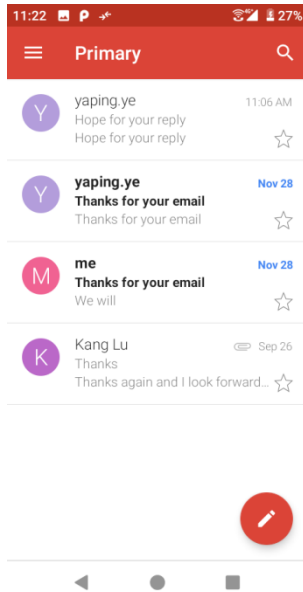 11:22 27%
Primary
Y yaping.ye 11:06 AM
Hope for your reply
Hope for your reply
Y yaping.ye Nov 28
Thanks for your email
Thanks for your email
M me Nov 28
Thanks for your email
We will
K Kang Lu Sep 26
Thanks
Thanks again and I look forward...